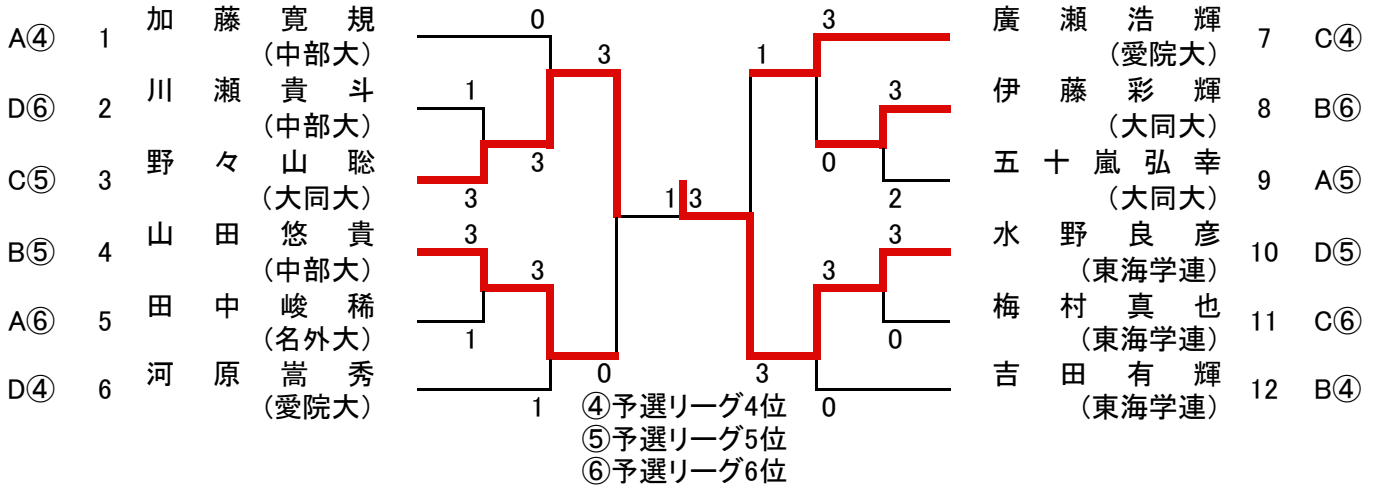 A④ 1 加藤寛規 0 3 廣瀬浩輝 7 C④
(中部大) 3 1 (愛院大)
D⑥ 2 川瀬貴斗 1 3 伊藤彩輝 8 B⑥
(中部大) (大同大)
C⑤ 3 野々山聡 3 0 五十嵐弘幸 9 A⑤
(大同大) 3 1 3 2 (大同大)
B⑤ 4 山田悠貴 3 3 水野良彦 10 D⑤
(中部大) 3 3 (東海学連)
A⑥ 5 田中峻稀 梅村真也 11 C⑥
(名外大) 1 0 (東海学連)
D④ 6 河原嵩秀 0 3 吉田有輝 12 B④
(愛院大) 1 0 (東海学連)
④予選リーグ4位
⑤予選リーグ5位
⑥予選リーグ6位